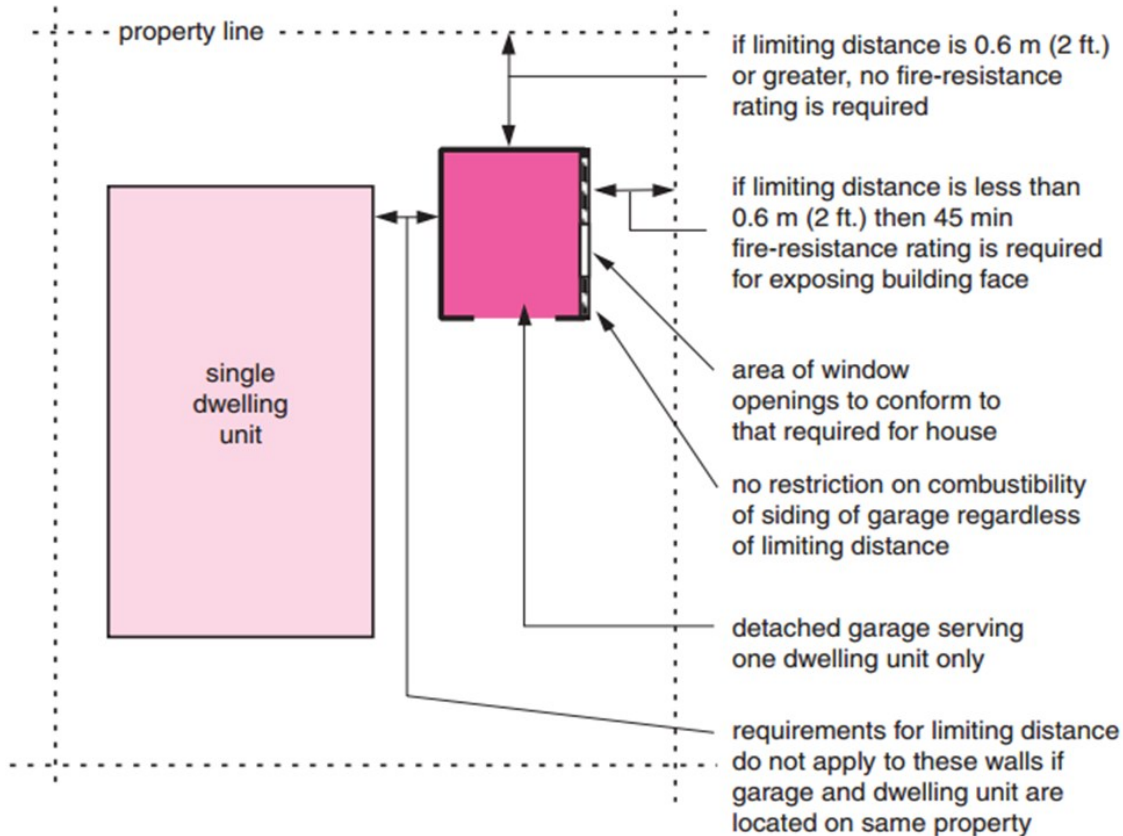 property line
if limiting distance is 0.6 m (2 ft.)
or greater, no fire-resistance
rating is required
if limiting distance is less than
0.6 m (2 ft.) then 45 min
fire-resistance rating is required
for exposing building face
single
dwelling
unit
area of window
openings to conform to
that required for house
no restriction on combustibility
of siding of garage regardless
of limiting distance
detached garage serving
one dwelling unit only
requirements for limiting distance
do not apply to these walls if
garage and dwelling unit are
located on same property